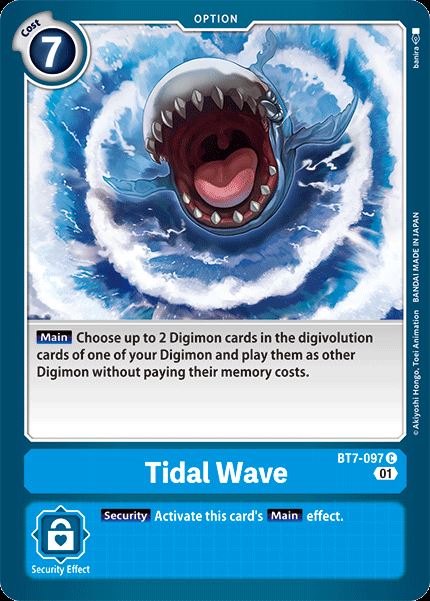 OPTION
Cost
7
banira
Main Choose up to 2 Digimon cards in the digivolution
cards of one of your Digimon and play them as other
Digimon without paying their memory costs.
© Akiyoshi Hongo, Toei Animation BANDAI MADE IN JAPAN
BT7-097 C
Tidal Wave
01
Security Activate this card's Main effect.
Security Effect